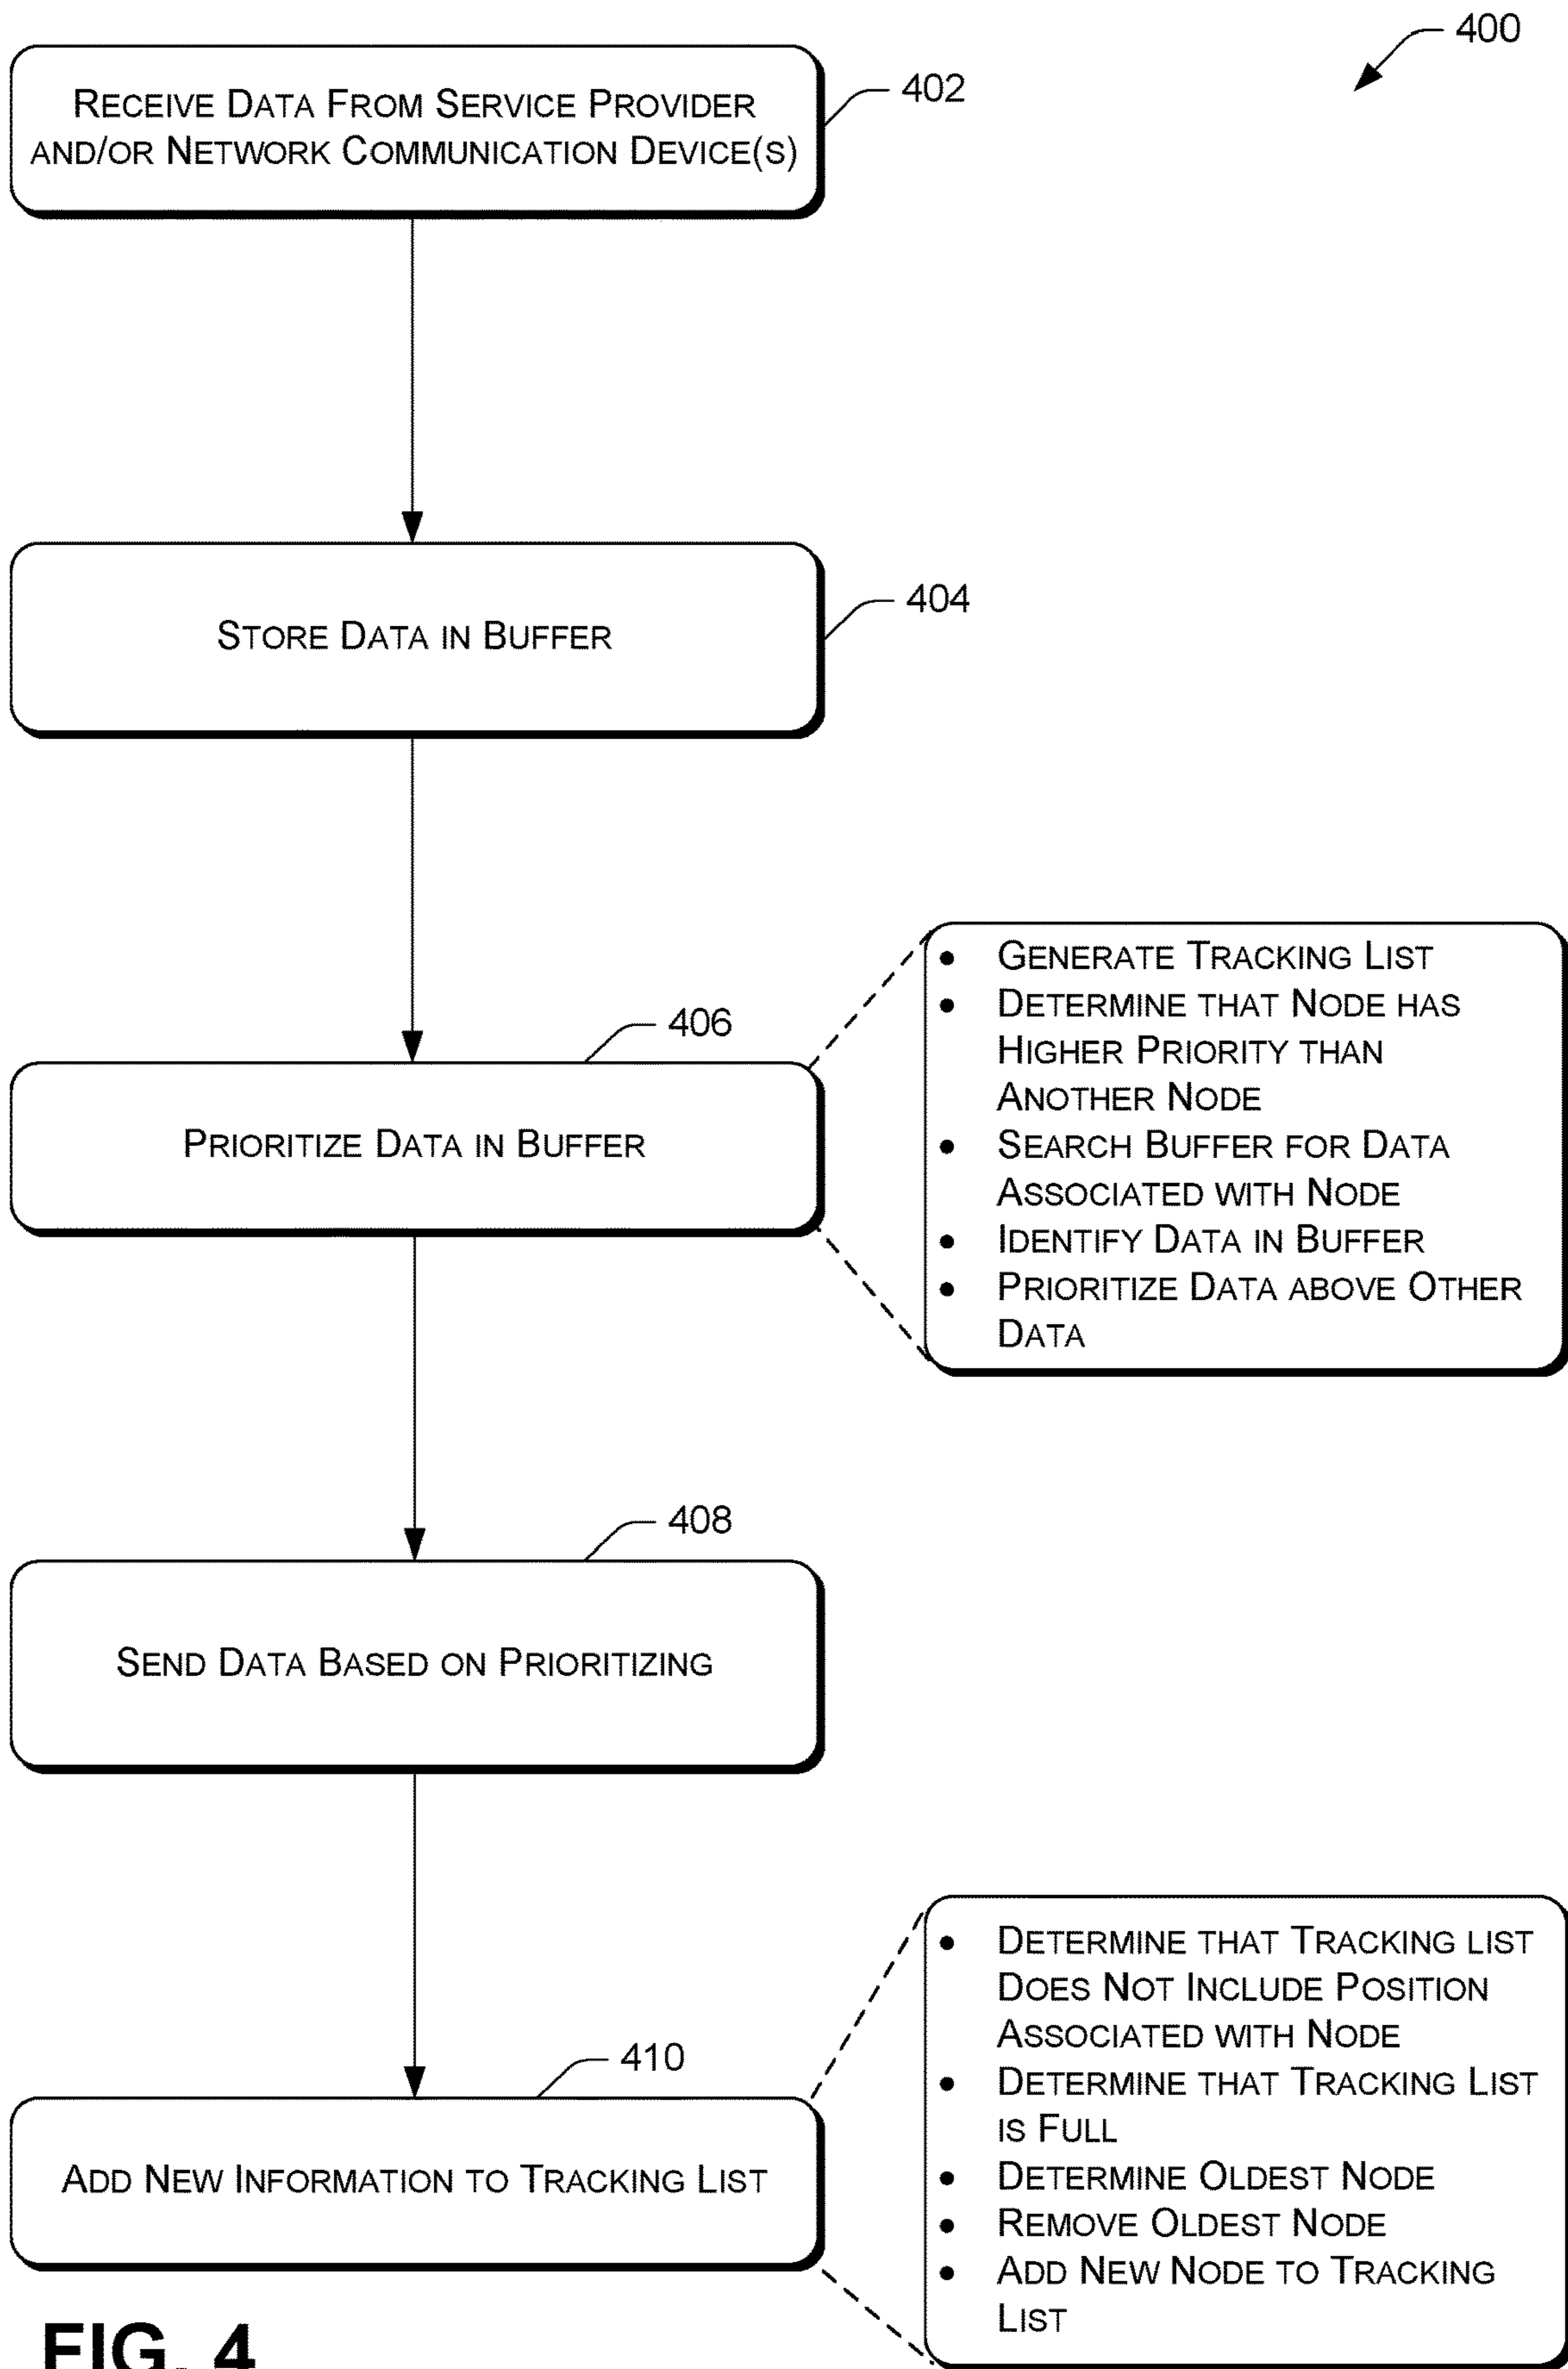 400
RECEIVE DATA FROM SERVICE PROVIDER
AND/OR NETWORK COMMUNICATION DEVICE(S)
402
STORE DATA IN BUFFER
404
406
PRIORITIZE DATA IN BUFFER
• GENERATE TRACKING LIST
• DETERMINE THAT NODE HAS
HIGHER PRIORITY THAN
ANOTHER NODE
• SEARCH BUFFER FOR DATA
ASSOCIATED WITH NODE
• IDENTIFY DATA IN BUFFER
• PRIORITIZE DATA ABOVE OTHER
DATA
408
SEND DATA BASED ON PRIORITIZING
410
ADD NEW INFORMATION TO TRACKING LIST
• DETERMINE THAT TRACKING LIST
DOES NOT INCLUDE POSITION
ASSOCIATED WITH NODE
• DETERMINE THAT TRACKING LIST
IS FULL
• DETERMINE OLDEST NODE
• REMOVE OLDEST NODE
• ADD NEW NODE TO TRACKING
LIST
FIG. 4